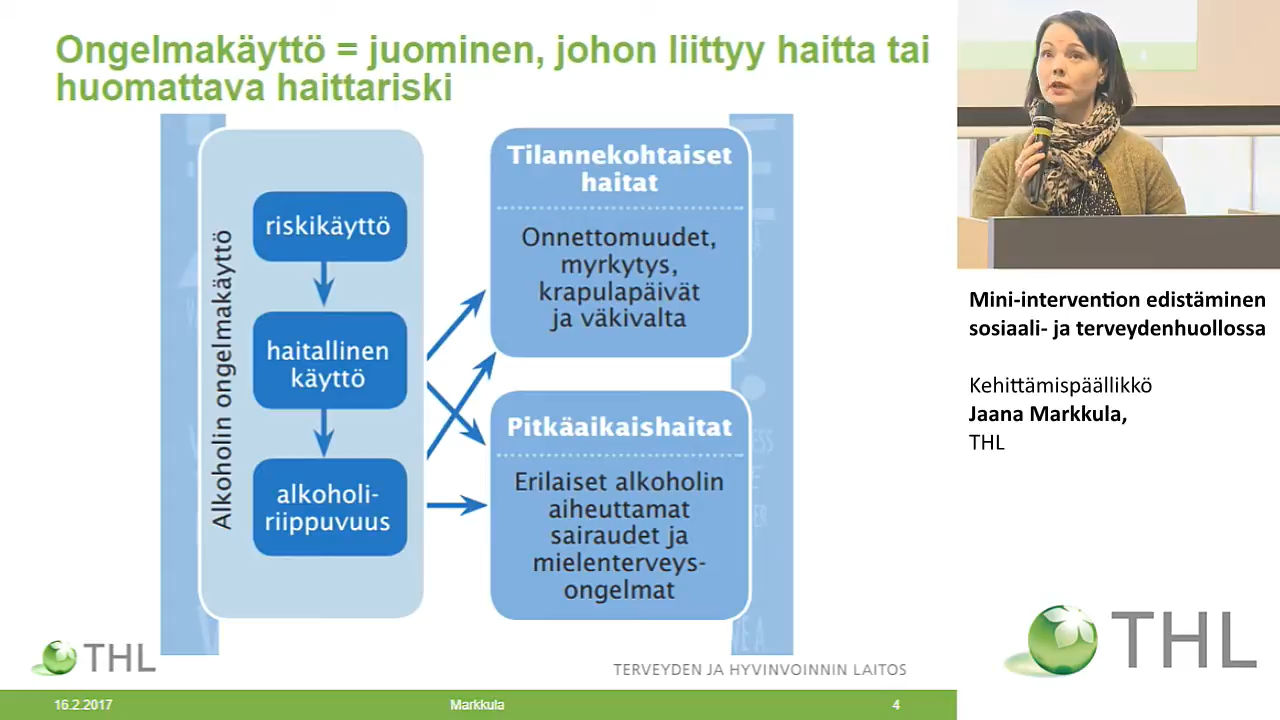 Ongelmakäyttö = juominen, johon liittyy haitta tai
huomattava haittariski
Alkoholin ongelmakäyttö
riskikäyttö
haitallinen
käyttö
alkoholi-
riippuvuus
Tilannekohtaiset
haitat
Onnettomuudet,
myrkytys,
krapulapäivät
ja väkivalta
Pitkäaikaishaitat
Erilaiset alkoholin
aiheuttamat
sairaudet ja
mielenterveys-
ongelmat
THL
TERVEYDEN JA HYVINVOINNIN LAITOS
16.2.2017
Markkula
4
Mini-intervention edistäminen
sosiaali- ja terveydenhuollossa
Kehittämispäällikkö
Jaana Markkula,
THL
THL